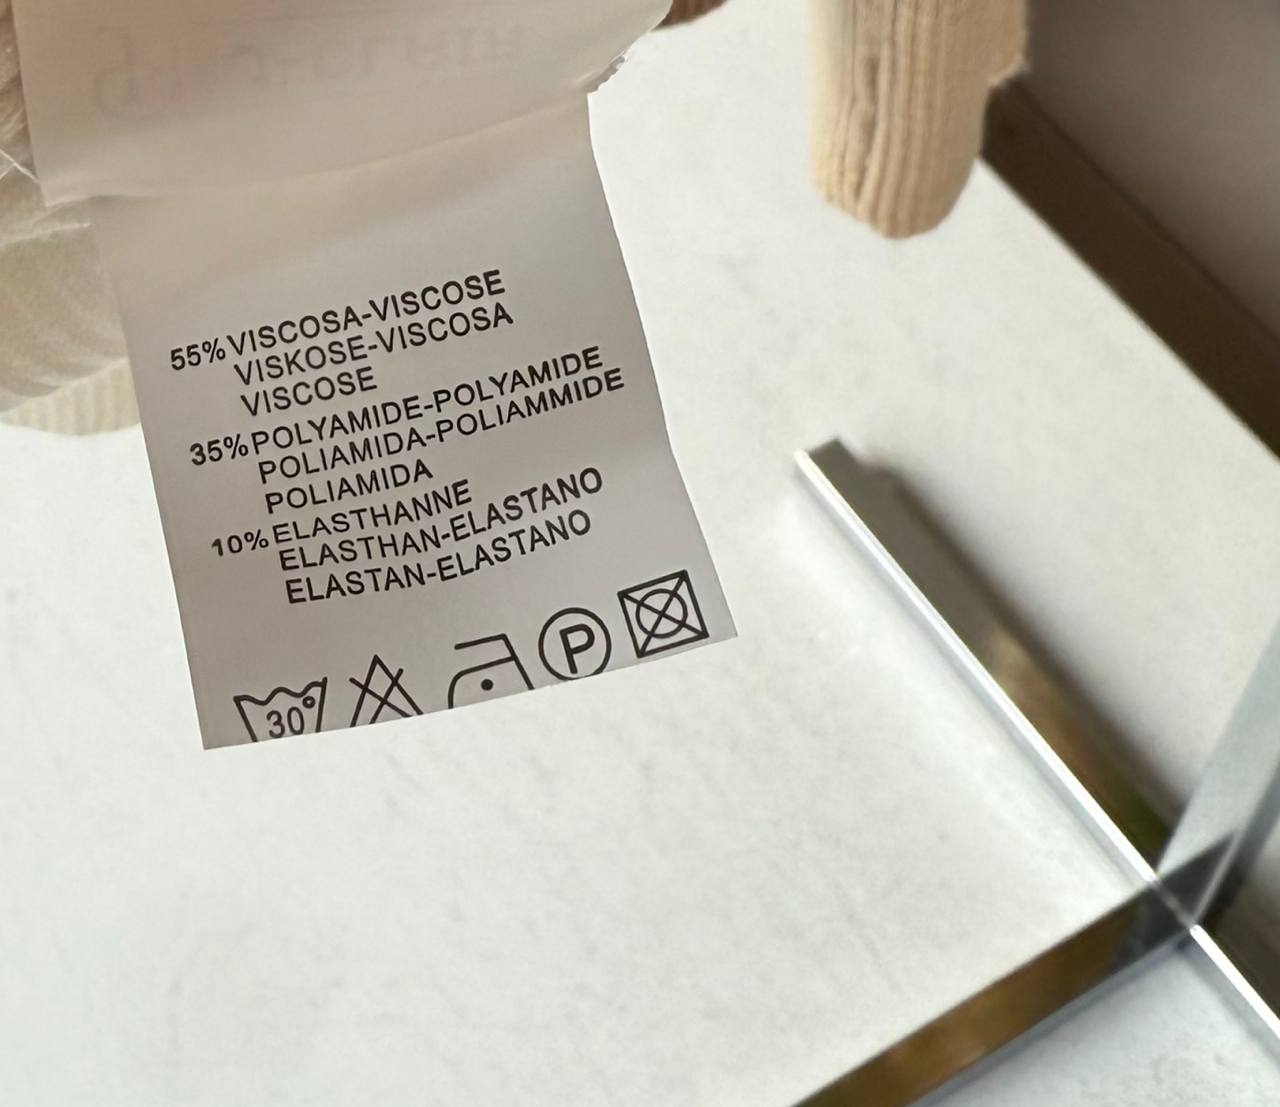 55% VISCOSA-VISCOSE
VISKOSE-VISCOSA
VISCOSE
35% POLYAMIDE-POLYAMIDE
POLIAMIDA-POLIAMMIDE
POLIAMIDA
10% ELASTHANNE
ELASTHAN-ELASTANO
ELASTAN-ELASTANO
30° P